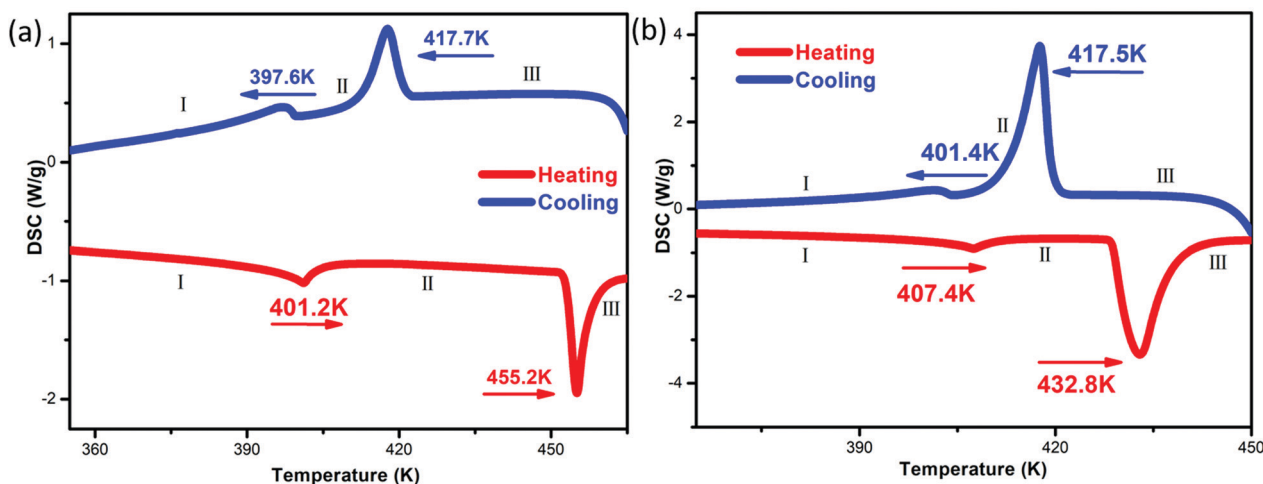 (a)
DSC (W/g)
1
0
-1
-2
417.7K
397.6K
I
II
III
Heating
Cooling
I
II
III
401.2K
455.2K
360
390
420
450
Temperature (K)
(b)
DSC (W/g)
4
2
0
-2
-4
Heating
Cooling
417.5K
401.4K
I
II
III
I
II
III
407.4K
432.8K
390
420
450
Temperature (K)